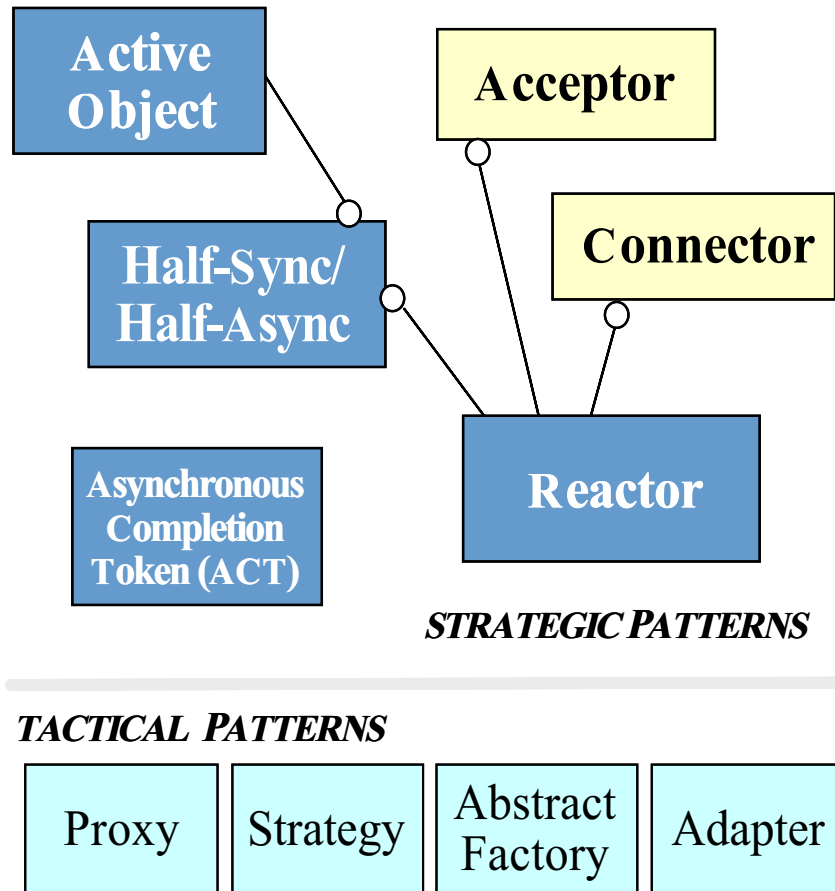 Active
Object
Acceptor
Half-Sync/
Half-Async
Connector
Asynchronous
Completion
Token (ACT)
Reactor
STRATEGIC PATTERNS
TACTICAL PATTERNS
Proxy
Strategy
Abstract
Factory
Adapter